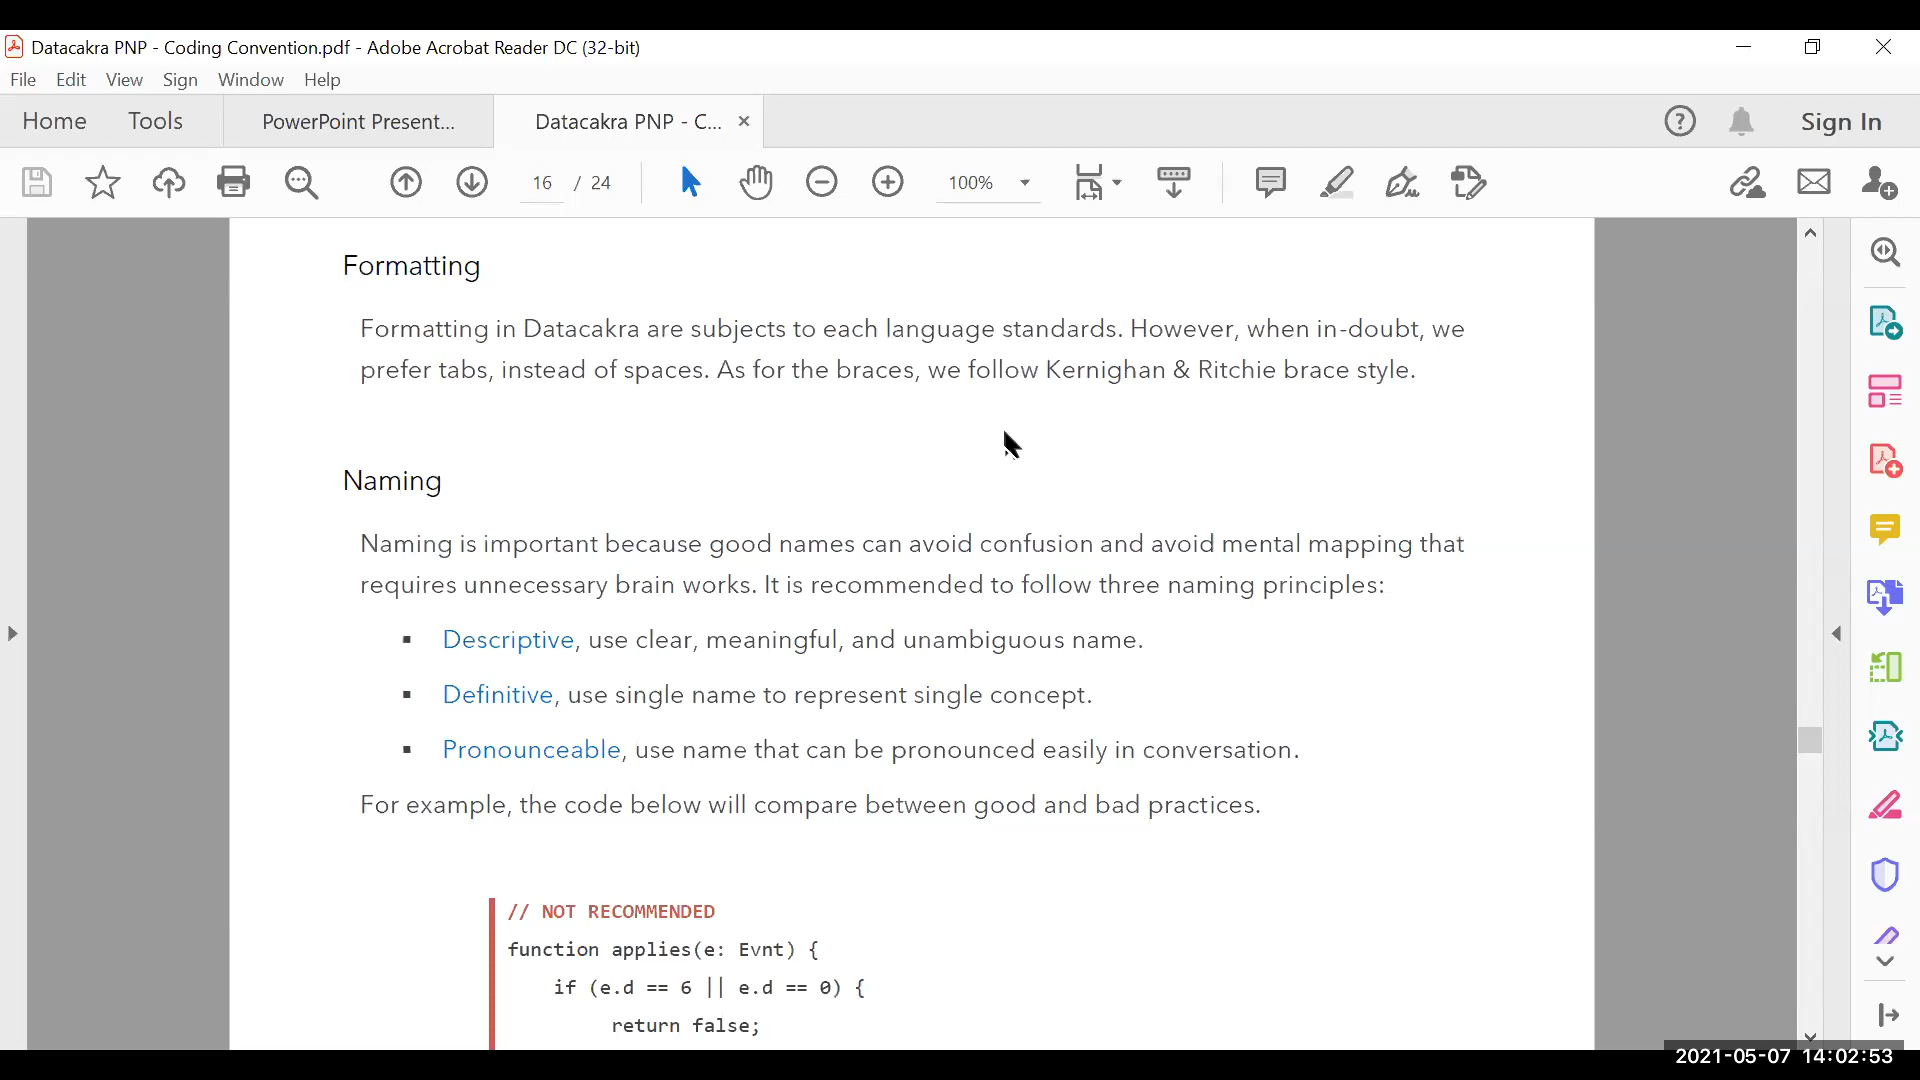 Datacakra PNP - Coding Convention.pdf - Adobe Acrobat Reader DC (32-bit)
File Edit View Sign Window Help
Home Tools PowerPoint Present... Datacakra PNP - C... × Sign In
16 / 24 100%
Formatting
Formatting in Datacakra are subjects to each language standards. However, when in-doubt, we
prefer tabs, instead of spaces. As for the braces, we follow Kernighan & Ritchie brace style.
Naming
Naming is important because good names can avoid confusion and avoid mental mapping that
requires unnecessary brain works. It is recommended to follow three naming principles:
▪ Descriptive, use clear, meaningful, and unambiguous name.
▪ Definitive, use single name to represent single concept.
▪ Pronounceable, use name that can be pronounced easily in conversation.
For example, the code below will compare between good and bad practices.
// NOT RECOMMENDED
function applies(e: Evnt) {
if (e.d == 6 || e.d == 0) {
return false;
2021-05-07 14:02:53